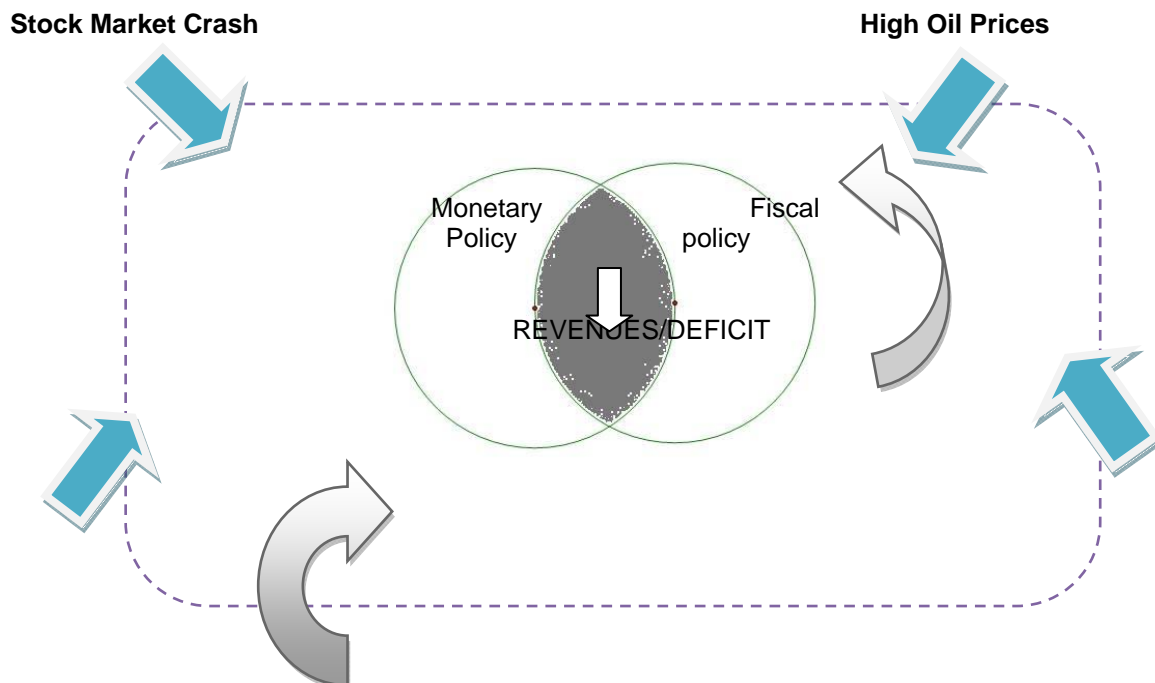 Stock Market Crash
High Oil Prices
Monetary
Policy
Fiscal
policy
REVENUES/DEFICIT